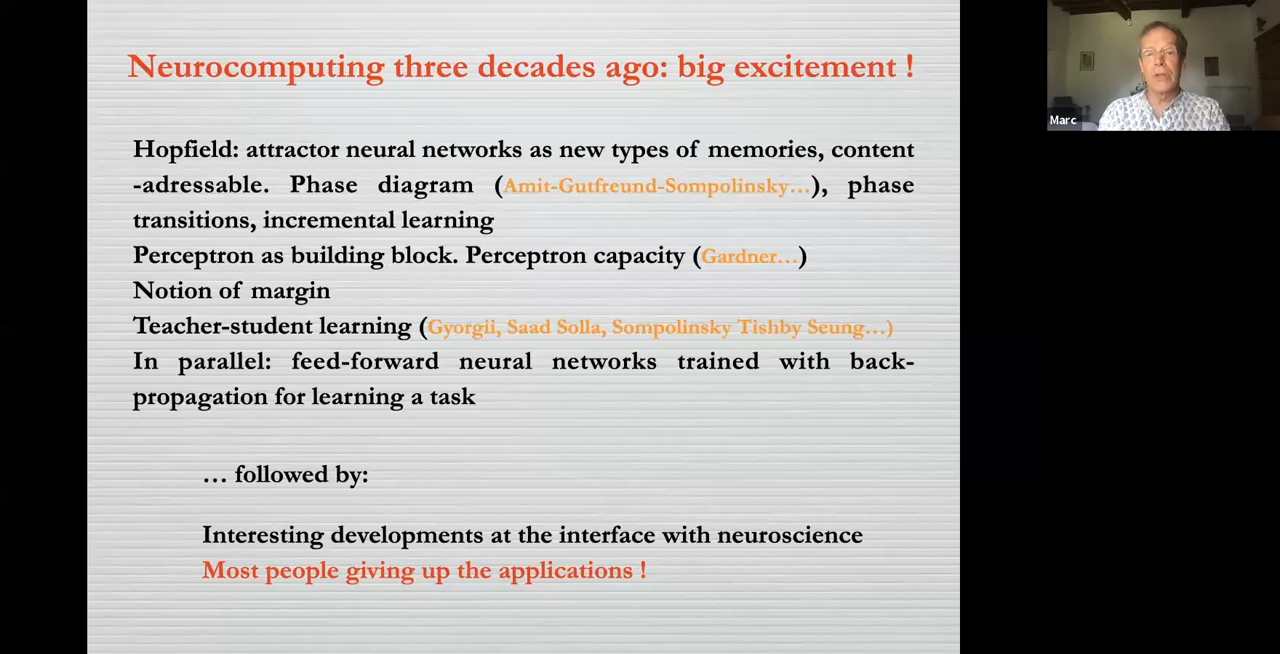 Neurocomputing three decades ago: big excitement !
Hopfield: attractor neural networks as new types of memories, content
-adressable. Phase diagram (Amit-Gutfreund-Sompolinsky...), phase
transitions, incremental learning
Perceptron as building block. Perceptron capacity (Gardner...)
Notion of margin
Teacher-student learning (Gyorgii, Saad Solla, Sompolinsky Tishby Seung...)
In parallel: feed-forward neural networks trained with back-
propagation for learning a task
... followed by:
Interesting developments at the interface with neuroscience
Most people giving up the applications !
Marc